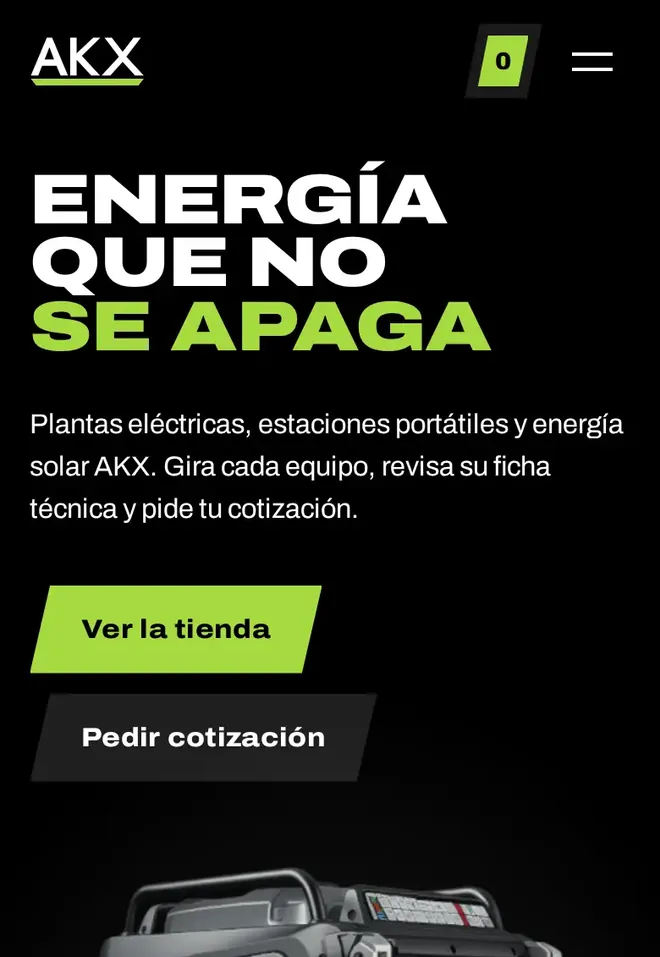 AKX
0
ENERGÍA
QUE NO
SE APAGA
Plantas eléctricas, estaciones portátiles y energía
solar AKX. Gira cada equipo, revisa su ficha
técnica y pide tu cotización.
Ver la tienda
Pedir cotización